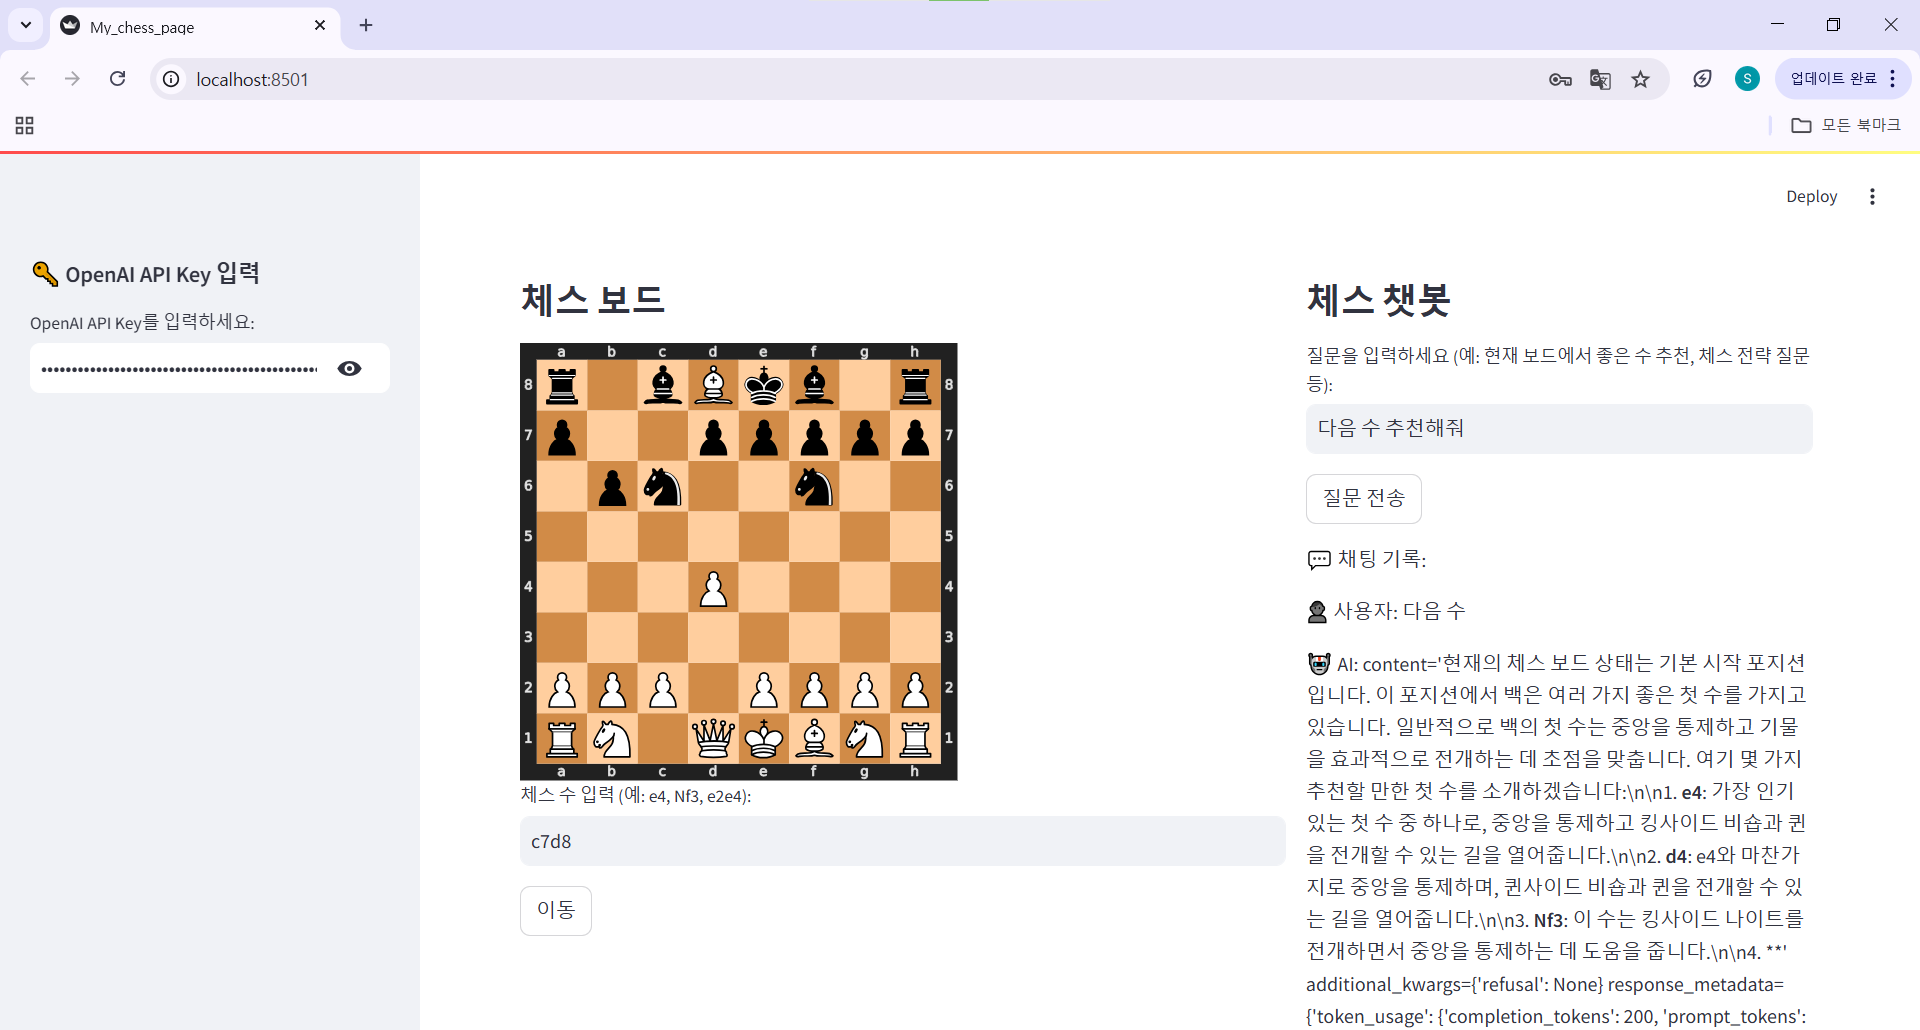 My_chess_page
localhost:8501
S
업데이트 완료
모든 북마크
Deploy
OpenAI API Key 입력
OpenAI API Key를 입력하세요:
••••••••••••••••••••••••••••••••••••••••••••••
체스 보드
a b c d e f g h
8 8
7 7
6 6
5 5
4 4
3 3
2 2
1 1
a b c d e f g h
체스 수 입력 (예: e4, Nf3, e2e4):
c7d8
이동
체스 챗봇
질문을 입력하세요 (예: 현재 보드에서 좋은 수 추천, 체스 전략 질문
등):
다음 수 추천해줘
질문 전송
💬 채팅 기록:
👤 사용자: 다음 수
🤖 AI: content='현재의 체스 보드 상태는 기본 시작 포지션
입니다. 이 포지션에서 백은 여러 가지 좋은 첫 수를 가지고
있습니다. 일반적으로 백의 첫 수는 중앙을 통제하고 기물
을 효과적으로 전개하는 데 초점을 맞춥니다. 여기 몇 가지
추천할 만한 첫 수를 소개하겠습니다:\n\n1. e4: 가장 인기
있는 첫 수 중 하나로, 중앙을 통제하고 킹사이드 비숍과 퀸
을 전개할 수 있는 길을 열어줍니다.\n\n2. d4: e4와 마찬가
지로 중앙을 통제하며, 퀸사이드 비숍과 퀸을 전개할 수 있
는 길을 열어줍니다.\n\n3. Nf3: 이 수는 킹사이드 나이트를
전개하면서 중앙을 통제하는 데 도움을 줍니다.\n\n4. **'
additional_kwargs={'refusal': None} response_metadata=
{'token_usage': {'completion_tokens': 200, 'prompt_tokens':